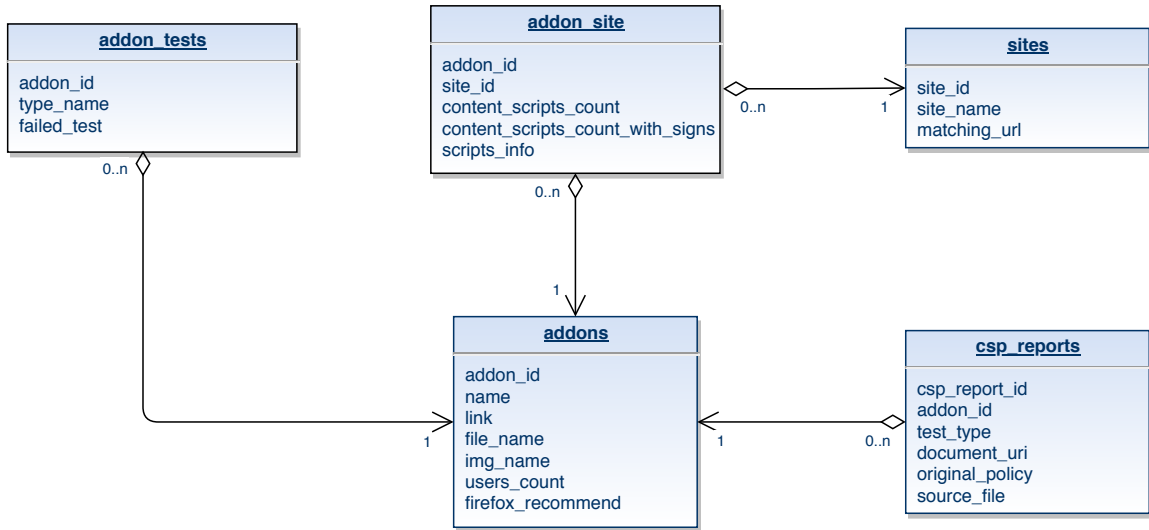 addon_tests
addon_id
type_name
failed_test
0..n
addon_site
addon_id
site_id
content_scripts_count
content_scripts_count_with_signs
scripts_info
0..n
1
sites
site_id
site_name
matching_url
0..n
1
addons
addon_id
name
link
file_name
img_name
users_count
firefox_recommend
1
1
0..n
csp_reports
csp_report_id
addon_id
test_type
document_uri
original_policy
source_file